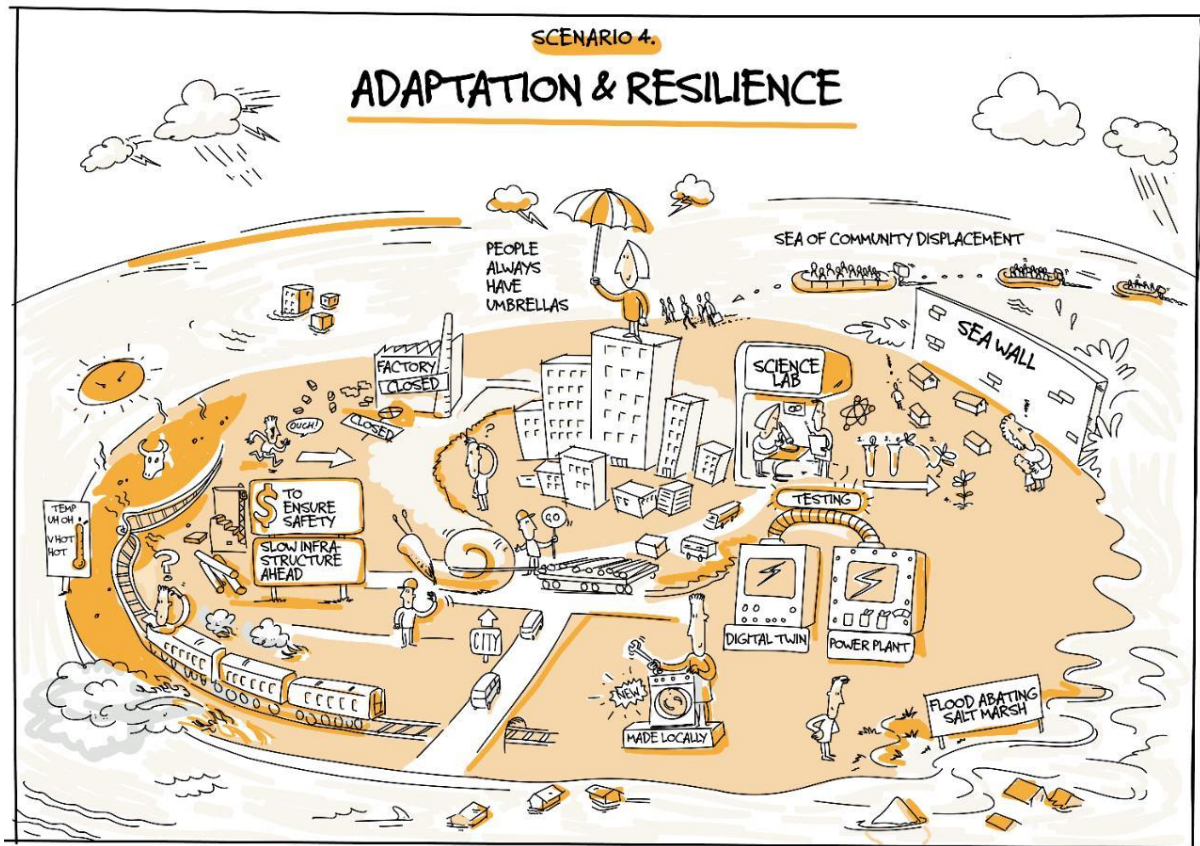 SCENARIO 4.
ADAPTATION & RESILIENCE
PEOPLE
ALWAYS
HAVE
UMBRELLAS
SEA OF COMMUNITY DISPLACEMENT
SEA WALL
FACTORY
CLOSED
CLOSED
OUCH!
SCIENCE
LAB
TEMP
UH OH
V HOT
HOT
$ TO
ENSURE
SAFETY
SLOW INFRA-
STRUCTURE
AHEAD
GO
TESTING
DIGITAL TWIN
POWER PLANT
?
CITY
NEW
MADE LOCALLY
FLOOD ABATING
SALT MARSH